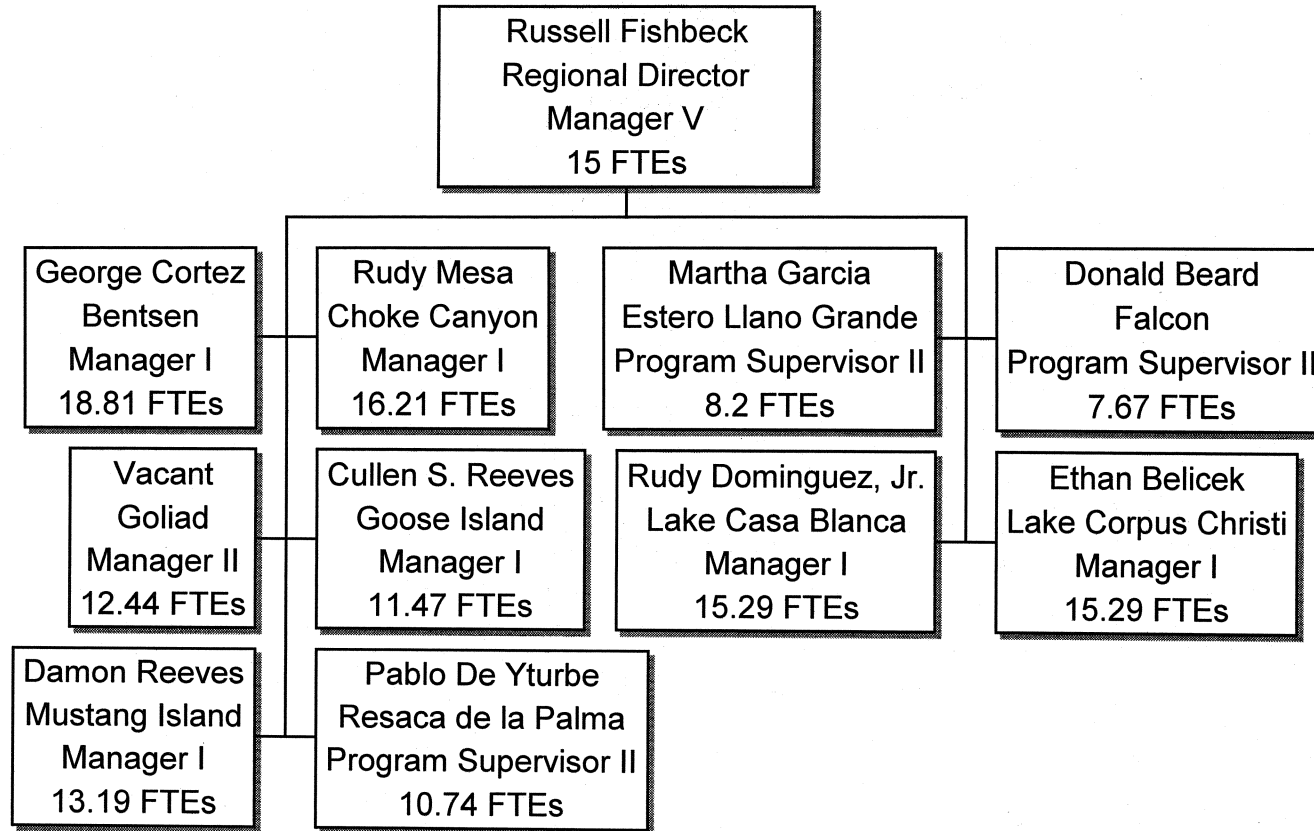 Russell Fishbeck
Regional Director
Manager V
15 FTEs
George Cortez
Bentsen
Manager I
18.81 FTEs
Rudy Mesa
Choke Canyon
Manager I
16.21 FTEs
Martha Garcia
Estero Llano Grande
Program Supervisor II
8.2 FTEs
Donald Beard
Falcon
Program Supervisor II
7.67 FTEs
Vacant
Goliad
Manager II
12.44 FTEs
Cullen S. Reeves
Goose Island
Manager I
11.47 FTEs
Rudy Dominguez, Jr.
Lake Casa Blanca
Manager I
15.29 FTEs
Ethan Belicek
Lake Corpus Christi
Manager I
15.29 FTEs
Damon Reeves
Mustang Island
Manager I
13.19 FTEs
Pablo De Yturbe
Resaca de la Palma
Program Supervisor II
10.74 FTEs